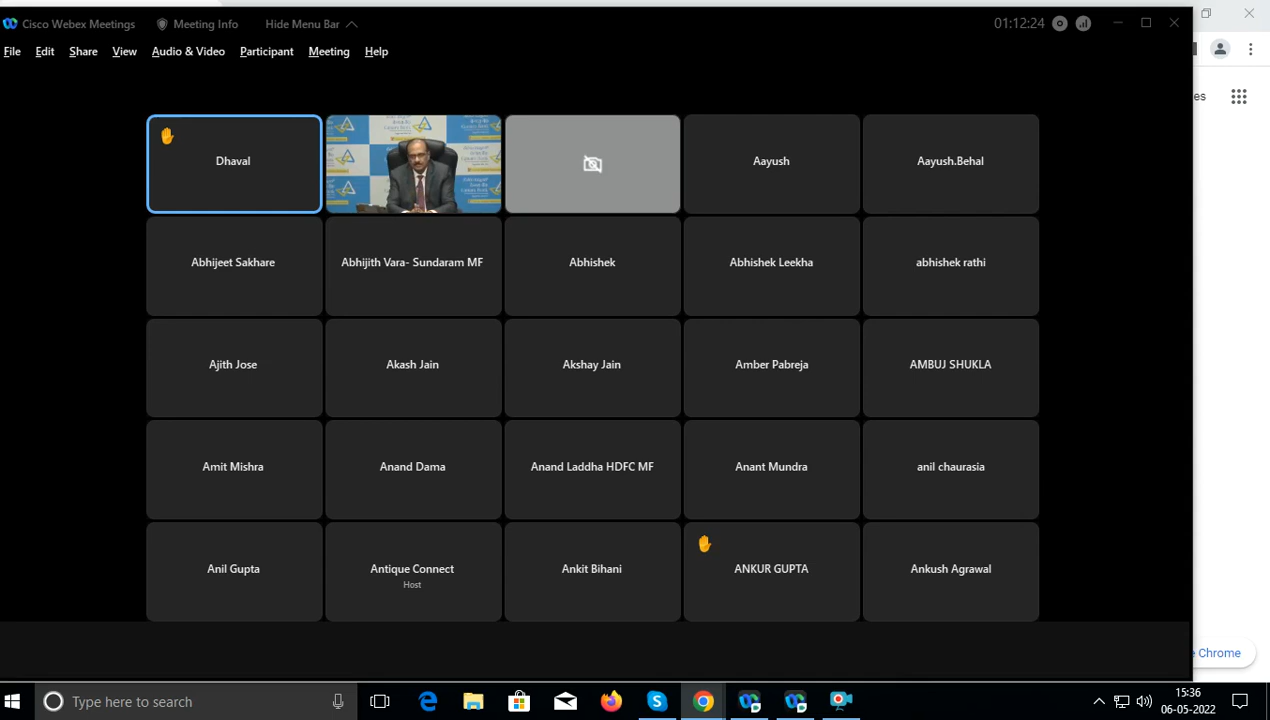 Cisco Webex Meetings Meeting Info Hide Menu Bar 01:12:24
File Edit Share View Audio & Video Participant Meeting Help
es
Dhaval
Aayush
Aayush.Behal
Abhijeet Sakhare
Abhijith Vara- Sundaram MF
Abhishek
Abhishek Leekha
abhishek rathi
Ajith Jose
Akash Jain
Akshay Jain
Amber Pabreja
AMBUJ SHUKLA
Amit Mishra
Anand Dama
Anand Laddha HDFC MF
Anant Mundra
anil chaurasia
Anil Gupta
Antique Connect
Host
Ankit Bihani
ANKUR GUPTA
Ankush Agrawal
e Chrome
Type here to search
15:36
06-05-2022